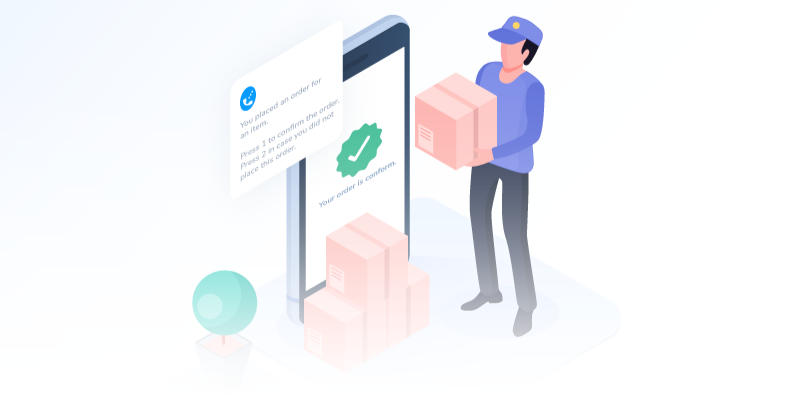 You placed an order for
an item.
Press 1 to confirm the order.
Press 2 in case you did not
place this order.
Your order is conform.